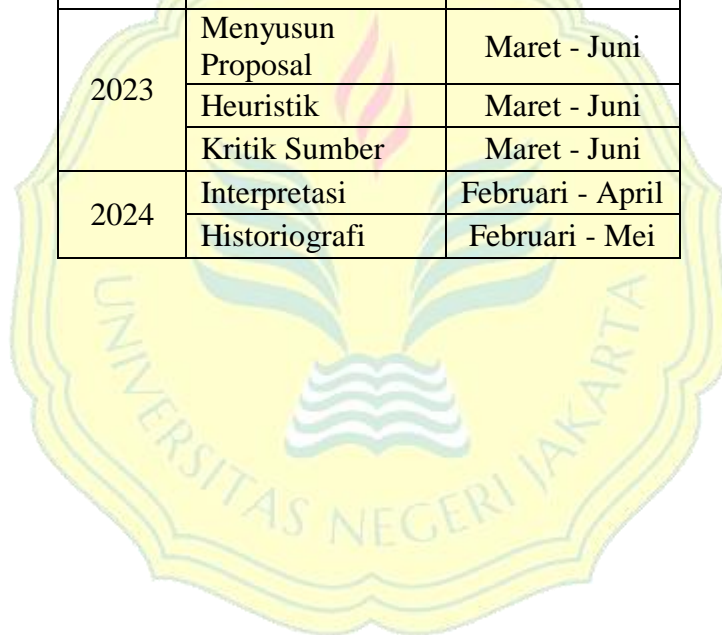 2023
Menyusun
Proposal
Maret - Juni
Heuristik
Maret - Juni
Kritik Sumber
Maret - Juni
2024
Interpretasi
Februari - April
Historiografi
Februari - Mei
UNIVERSITAS NEGERI JAKARTA